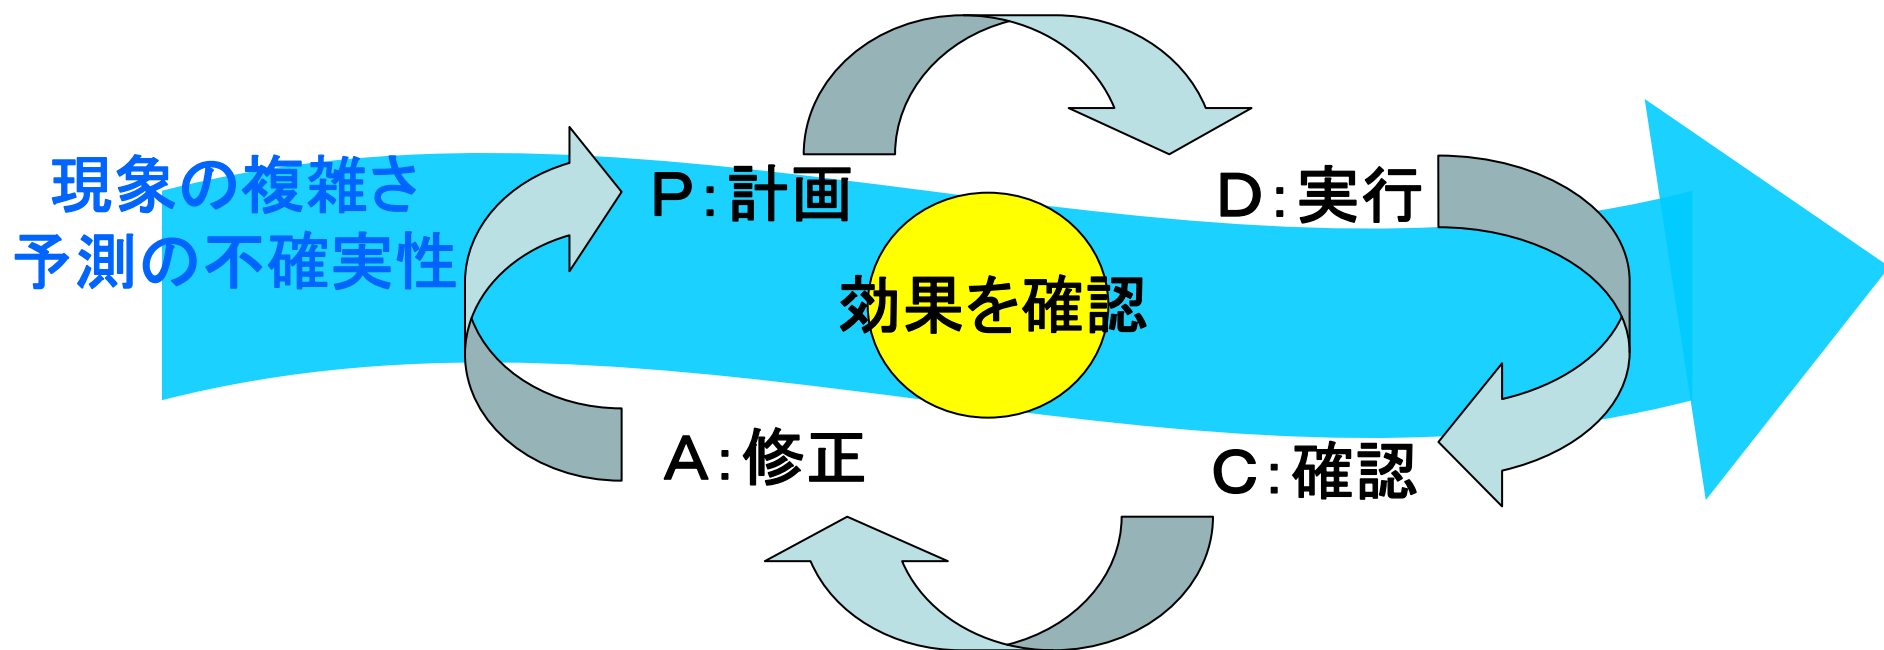 現象の複雑さ
予測の不確実性
P:計画
D:実行
効果を確認
A:修正
C:確認